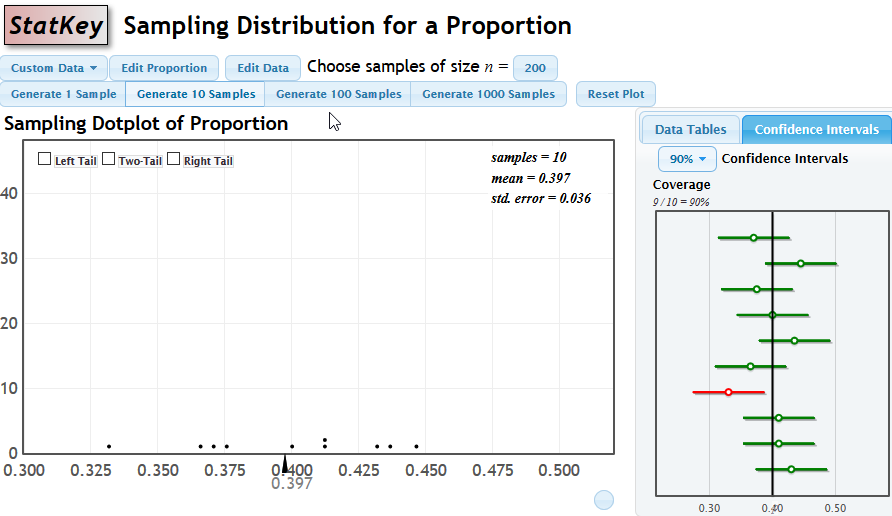 StatKey Sampling Distribution for a Proportion
Custom Data Edit Proportion Edit Data Choose samples of size n = 200
Generate 1 Sample Generate 10 Samples Generate 100 Samples Generate 1000 Samples Reset Plot
Sampling Dotplot of Proportion
Left Tail Two-Tail Right Tail
samples = 10
mean = 0.397
std. error = 0.036
40
30
20
10
0
0.300 0.325 0.350 0.375 0.400 0.425 0.450 0.475 0.500
0.397
Data Tables Confidence Intervals
90% Confidence Intervals
Coverage
9 / 10 = 90%
0.30 0.40 0.50